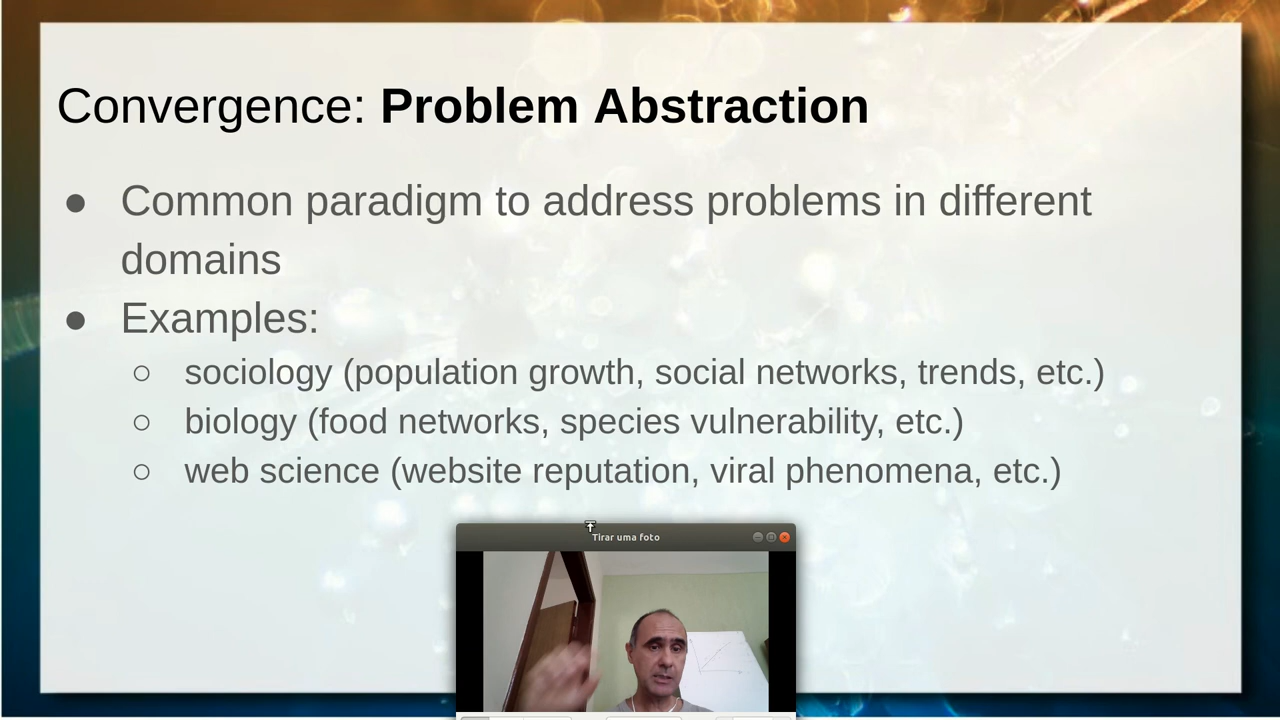 Convergence: Problem Abstraction
● Common paradigm to address problems in different
domains
● Examples:
○ sociology (population growth, social networks, trends, etc.)
○ biology (food networks, species vulnerability, etc.)
○ web science (website reputation, viral phenomena, etc.)
Tirar uma foto